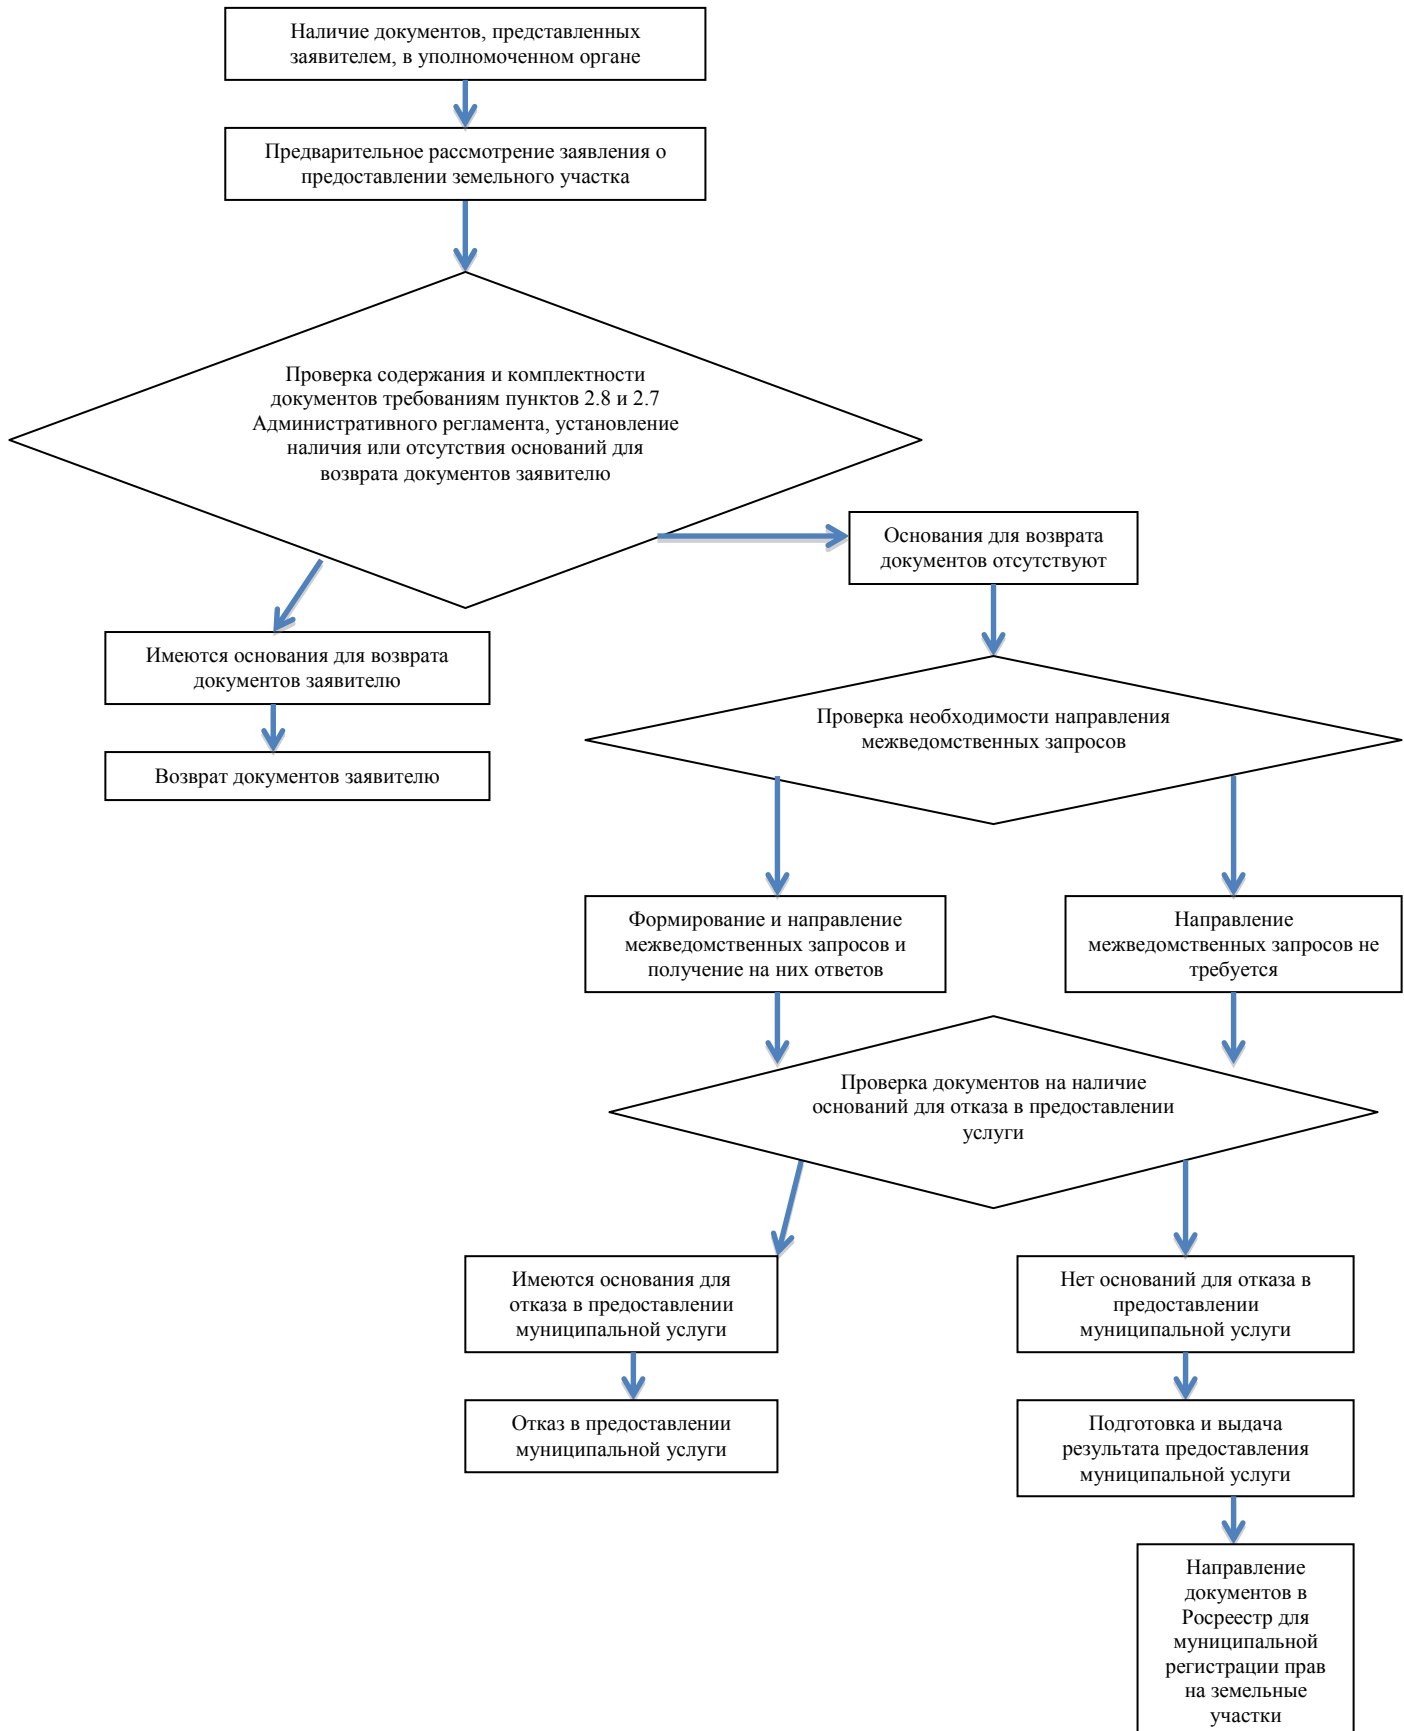 Наличие документов, представленных
заявителем, в уполномоченном органе
Предварительное рассмотрение заявления о
предоставлении земельного участка
Проверка содержания и комплектности
документов требованиям пунктов 2.8 и 2.7
Административного регламента, установление
наличия или отсутствия оснований для
возврата документов заявителю
Основания для возврата
документов отсутствуют
Имеются основания для возврата
документов заявителю
Возврат документов заявителю
Проверка необходимости направления
межведомственных запросов
Формирование и направление
межведомственных запросов и
получение на них ответов
Направление
межведомственных запросов не
требуется
Проверка документов на наличие
оснований для отказа в предоставлении
услуги
Имеются основания для
отказа в предоставлении
муниципальной услуги
Отказ в предоставлении
муниципальной услуги
Нет оснований для отказа в
предоставлении
муниципальной услуги
Подготовка и выдача
результата предоставления
муниципальной услуги
Направление
документов в
Росреестр для
муниципальной
регистрации прав
на земельные
участки